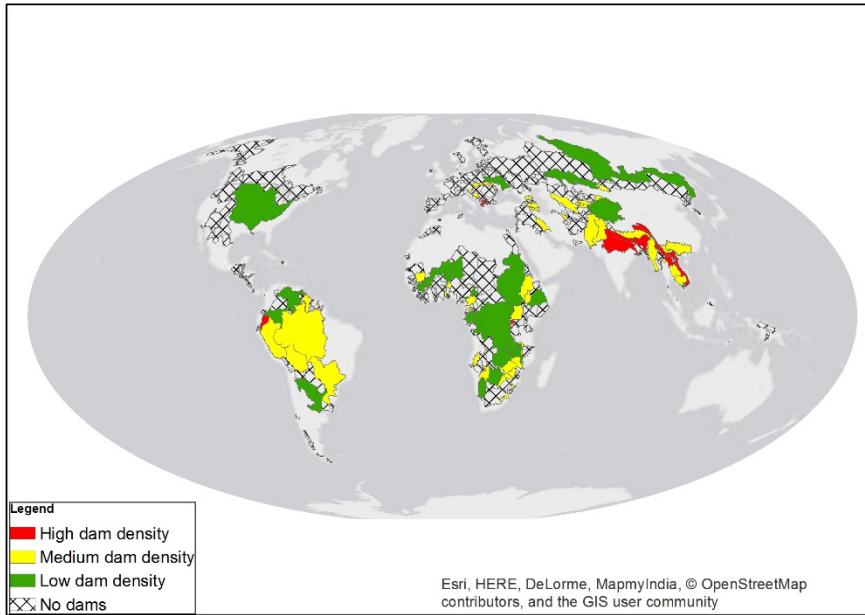 Legend
High dam density
Medium dam density
Low dam density
No dams
Esri, HERE, DeLorme, MapmyIndia, © OpenStreetMap
contributors, and the GIS user community